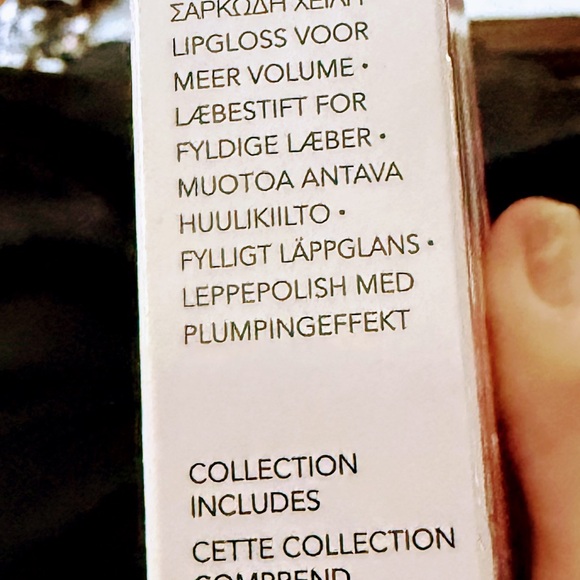 ΣΑΡΚΩΔΗ ΧΕΙΛΗ
LIPGLOSS VOOR
MEER VOLUME •
LÆBESTIFT FOR
FYLDIGE LÆBER •
MUOTOA ANTAVA
HUULIKIILTO •
FYLLIGT LÄPPGLANS •
LEPPEPOLISH MED
PLUMPINGEFFEKT
COLLECTION
INCLUDES
CETTE COLLECTION
COMPREND